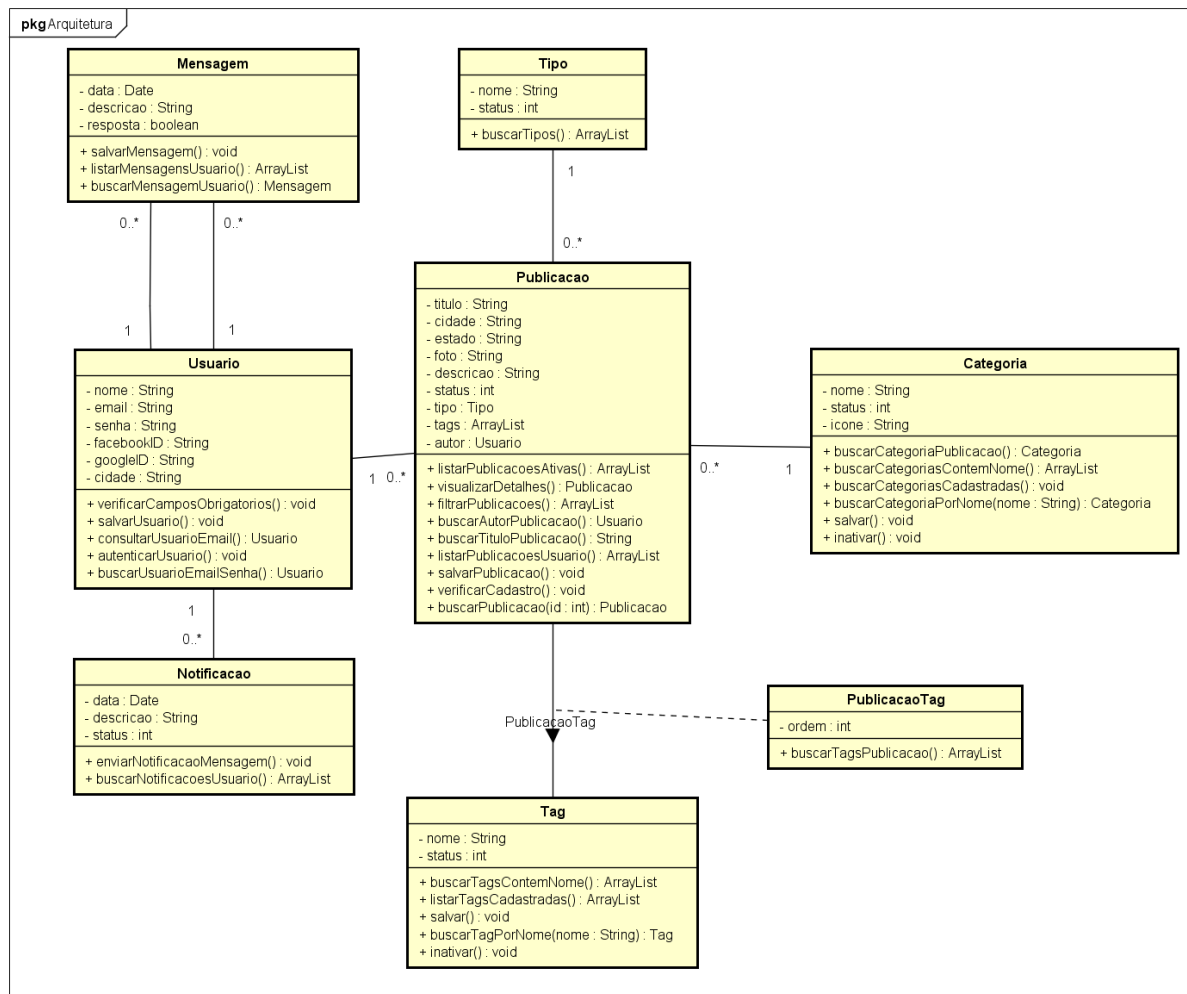 pkg Arquitetura
Mensagem
- data : Date
- descricao : String
- resposta : boolean
+ salvarMensagem() : void
+ listarMensagensUsuario() : ArrayList
+ buscarMensagemUsuario() : Mensagem
Tipo
- nome : String
- status : int
+ buscarTipos() : ArrayList
0..*
0..*
1
1
1
0..*
Publicacao
- titulo : String
- cidade : String
- estado : String
- foto : String
- descricao : String
- status : int
- tipo : Tipo
- tags : ArrayList
- autor : Usuario
+ listarPublicacoesAtivas() : ArrayList
+ visualizarDetalhes() : Publicacao
+ filtrarPublicacoes() : ArrayList
+ buscarAutorPublicacao() : Usuario
+ buscarTituloPublicacao() : String
+ listarPublicacoesUsuario() : ArrayList
+ salvarPublicacao() : void
+ verificarCadastro() : void
+ buscarPublicacao(id : int) : Publicacao
Usuario
- nome : String
- email : String
- senha : String
- facebookID : String
- googleID : String
- cidade : String
+ verificarCamposObrigatorios() : void
+ salvarUsuario() : void
+ consultarUsuarioEmail() : Usuario
+ autenticarUsuario() : void
+ buscarUsuarioEmailSenha() : Usuario
1
0..*
0..*
1
Categoria
- nome : String
- status : int
- icone : String
+ buscarCategoriaPublicacao() : Categoria
+ buscarCategoriasContemNome() : ArrayList
+ buscarCategoriasCadastradas() : void
+ buscarCategoriaPorNome(nome : String) : Categoria
+ salvar() : void
+ inativar() : void
1
0..*
Notificacao
- data : Date
- descricao : String
- status : int
+ enviarNotificacaoMensagem() : void
+ buscarNotificacoesUsuario() : ArrayList
PublicacaoTag
PublicacaoTag
- ordem : int
+ buscarTagsPublicacao() : ArrayList
Tag
- nome : String
- status : int
+ buscarTagsContemNome() : ArrayList
+ listarTagsCadastradas() : ArrayList
+ salvar() : void
+ buscarTagPorNome(nome : String) : Tag
+ inativar() : void